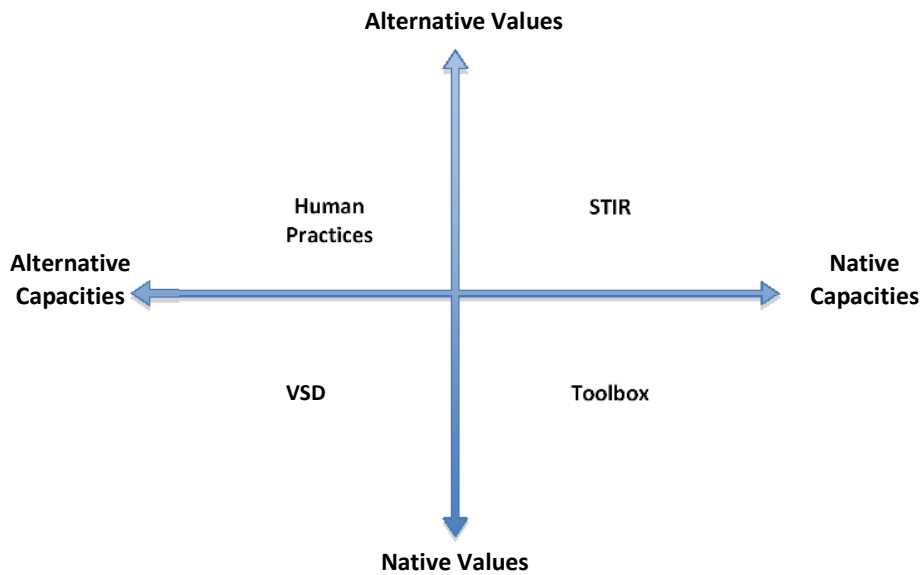 Alternative Values
Human
Practices
STIR
Alternative
Capacities
Native
Capacities
VSD
Toolbox
Native Values